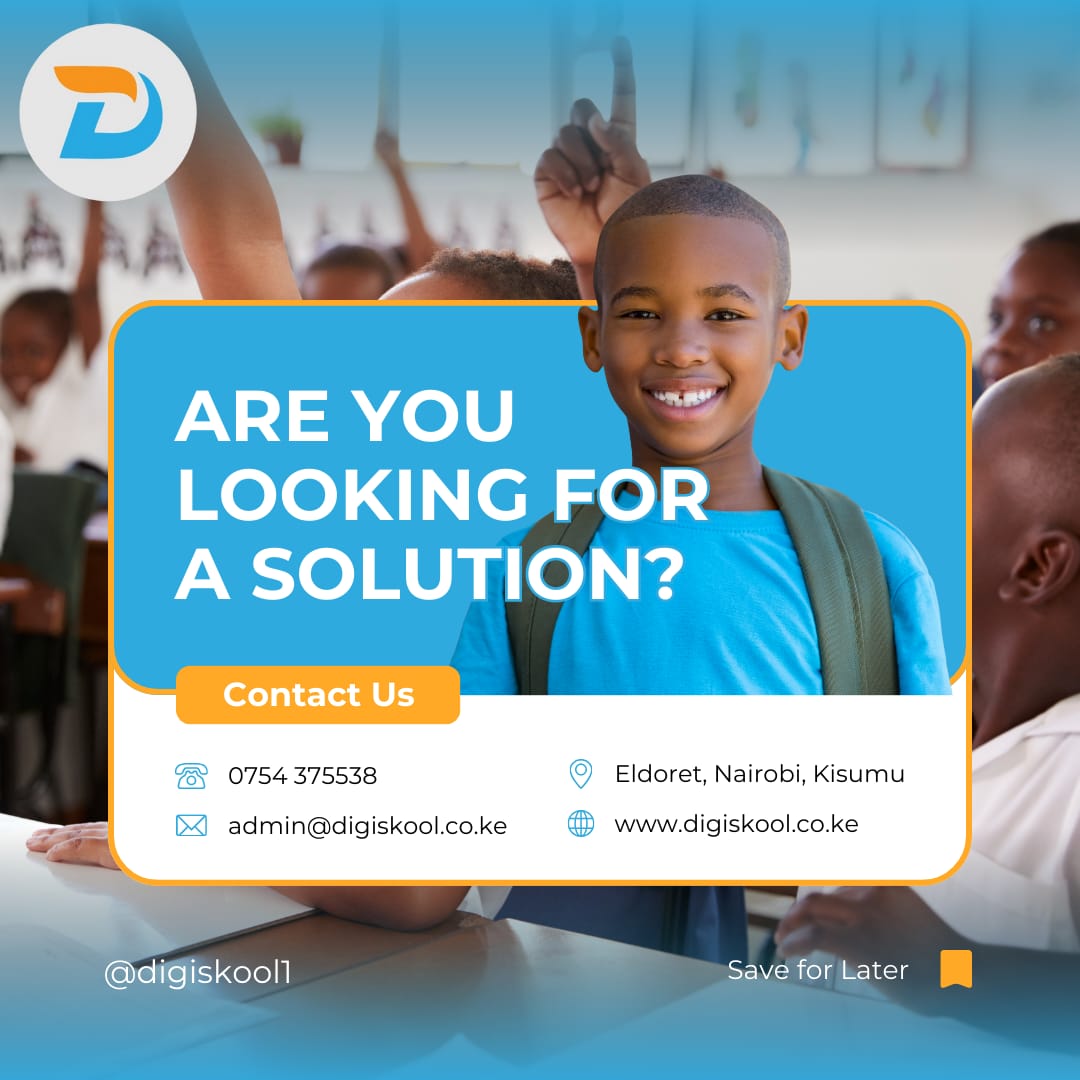 ARE YOU
LOOKING FOR
A SOLUTION?
Contact Us
0754 375538
admin@digiskool.co.ke
Eldoret, Nairobi, Kisumu
www.digiskool.co.ke
@digiskool1
Save for Later